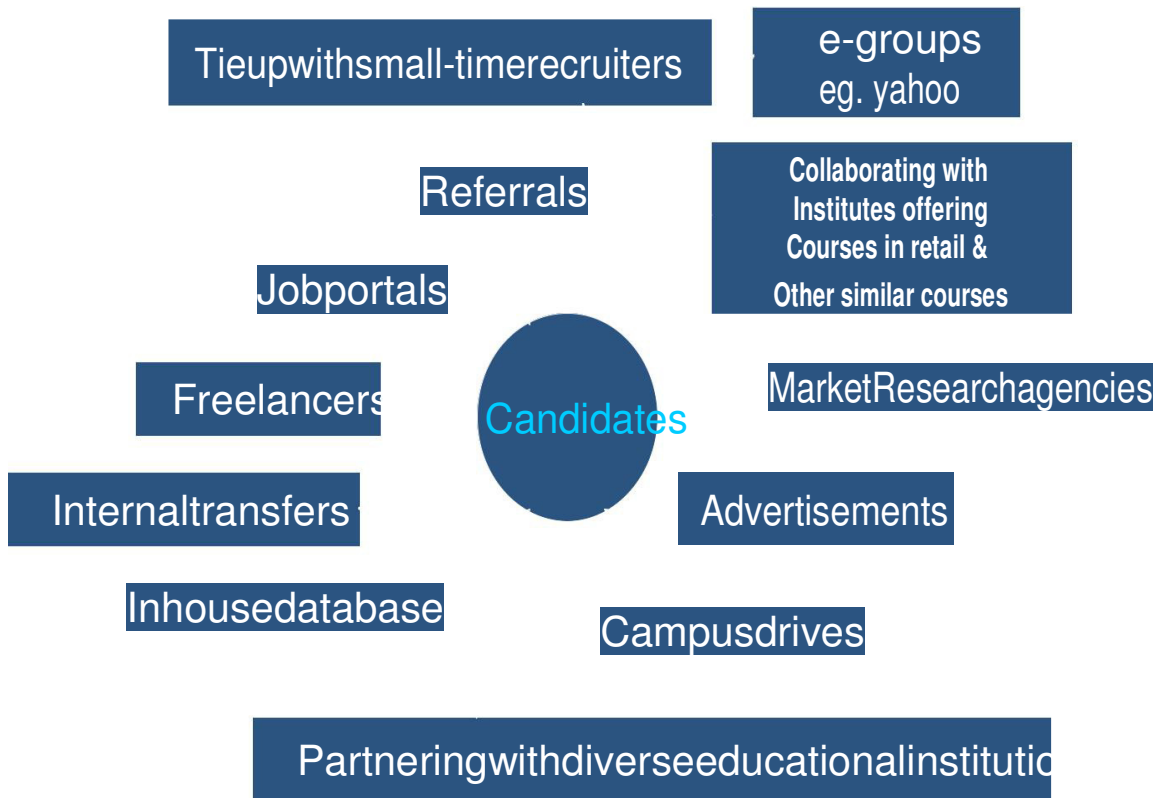 Tieupwithsmall-timerecruiters
e-groups
eg. yahoo
Collaborating with
Institutes offering
Courses in retail &
Other similar courses
Referrals
Jobportals
Freelancers
Candidates
MarketResearchagencies
Internaltransfers
Advertisements
Inhousedatabase
Campusdrives
Partneringwithdiverseeducationalinstitutio